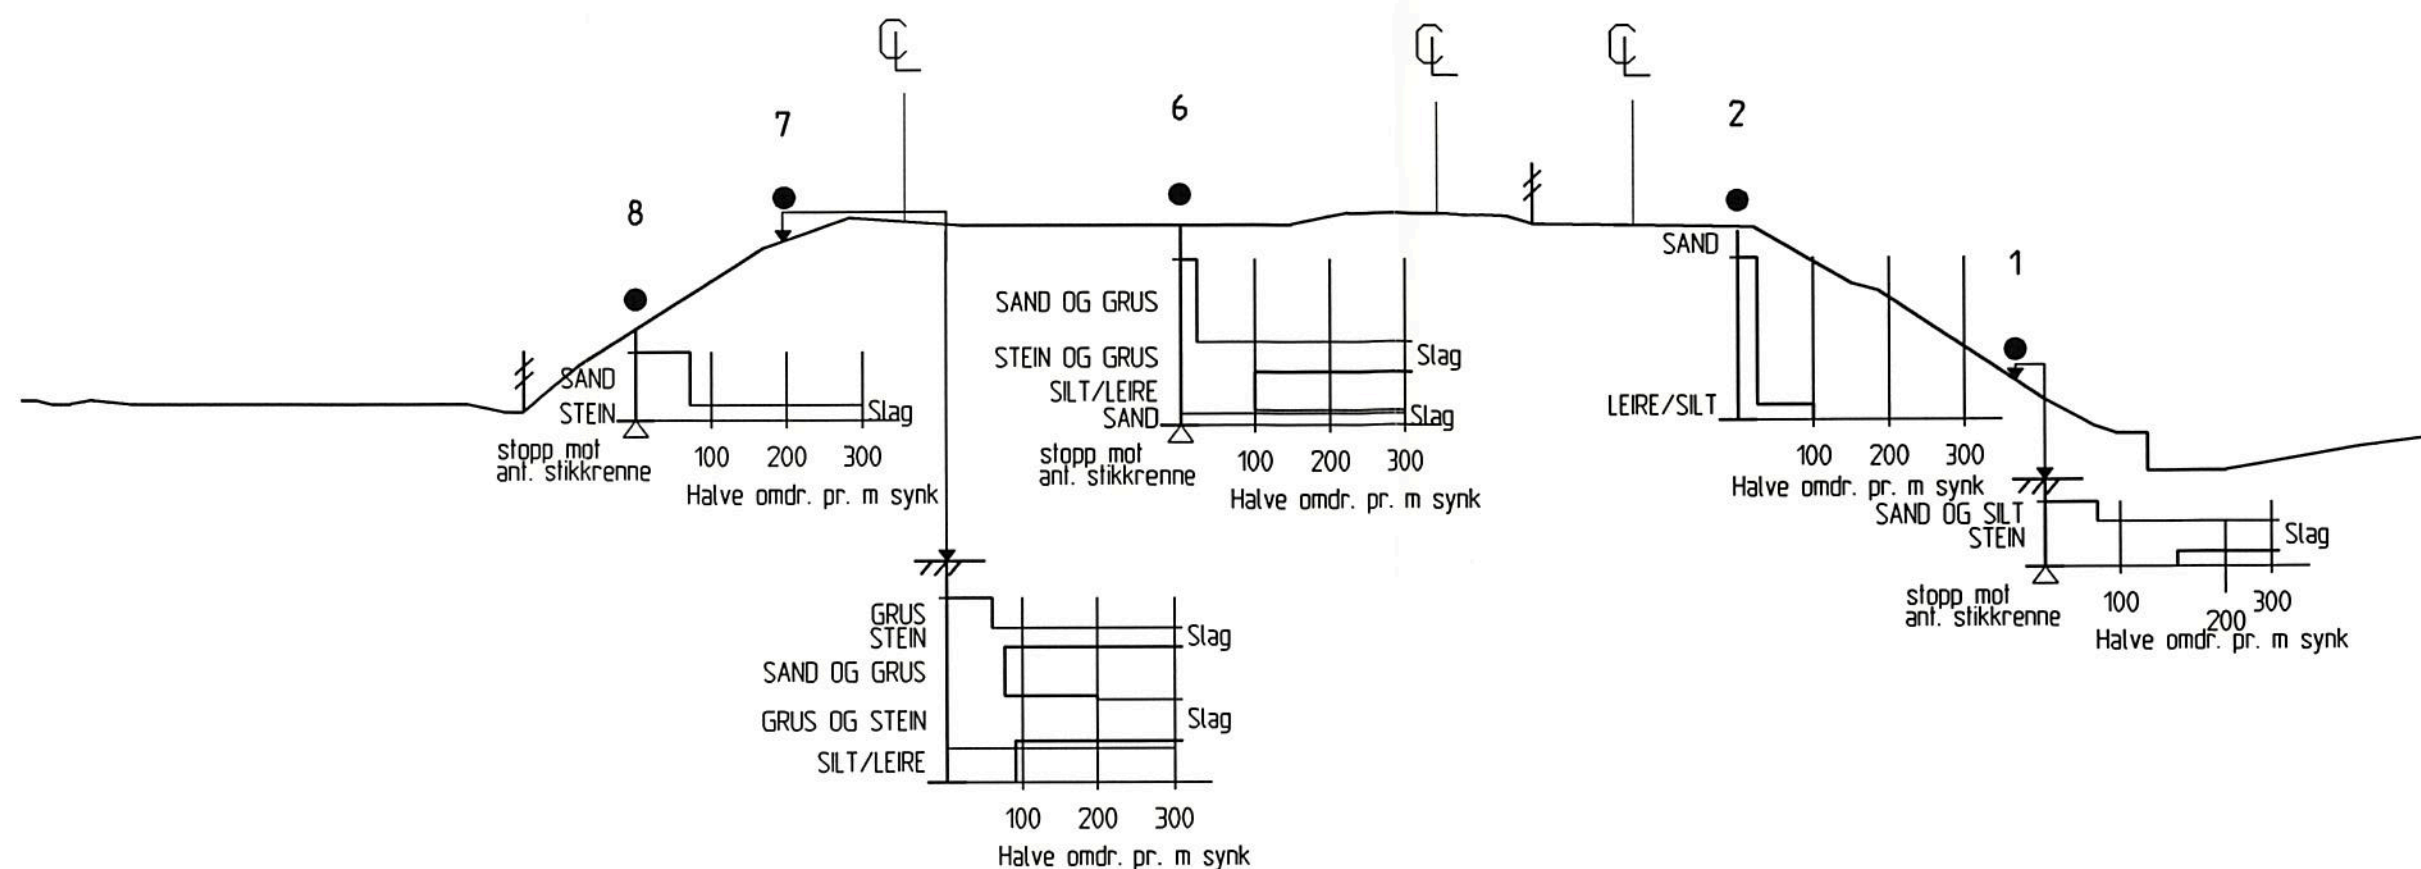 ℄
℄
℄
7
6
2
8
1
SAND
STEIN
Slag
stopp mot
ant. stikkrenne
100 200 300
Halve omdr. pr. m synk
GRUS
STEIN
Slag
SAND OG GRUS
GRUS OG STEIN
Slag
SILT/LEIRE
100 200 300
Halve omdr. pr. m synk
SAND OG GRUS
STEIN OG GRUS
Slag
SILT/LEIRE
SAND
Slag
stopp mot
ant. stikkrenne
100 200 300
Halve omdr. pr. m synk
SAND
LEIRE/SILT
100 200 300
Halve omdr. pr. m synk
SAND OG SILT
STEIN
Slag
stopp mot
ant. stikkrenne
100 200 300
Halve omdr. pr. m synk